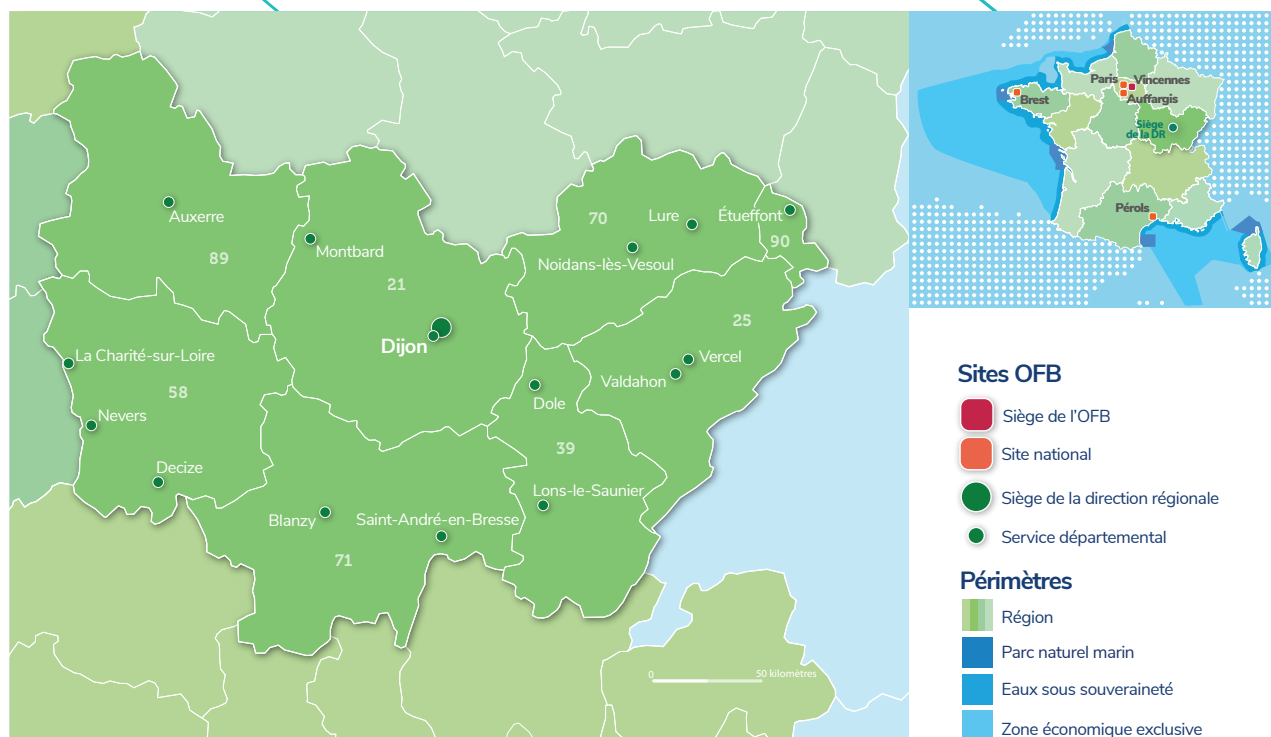 Auxerre
89
Montbard
21
Dijon
70
Lure
Étueffont
90
Noidans-lès-Vesoul
25
Vercel
Valdahon
La Charité-sur-Loire
58
Nevers
Decize
Dole
39
Lons-le-Saunier
Blanzy
Saint-André-en-Bresse
71
0
50 kilomètres
Paris
Vincennes
Auffargis
Brest
Siège
de la DR
Pérols
Sites OFB
Siège de l’OFB
Site national
Siège de la direction régionale
Service départemental
Périmètres
Région
Parc naturel marin
Eaux sous souveraineté
Zone économique exclusive